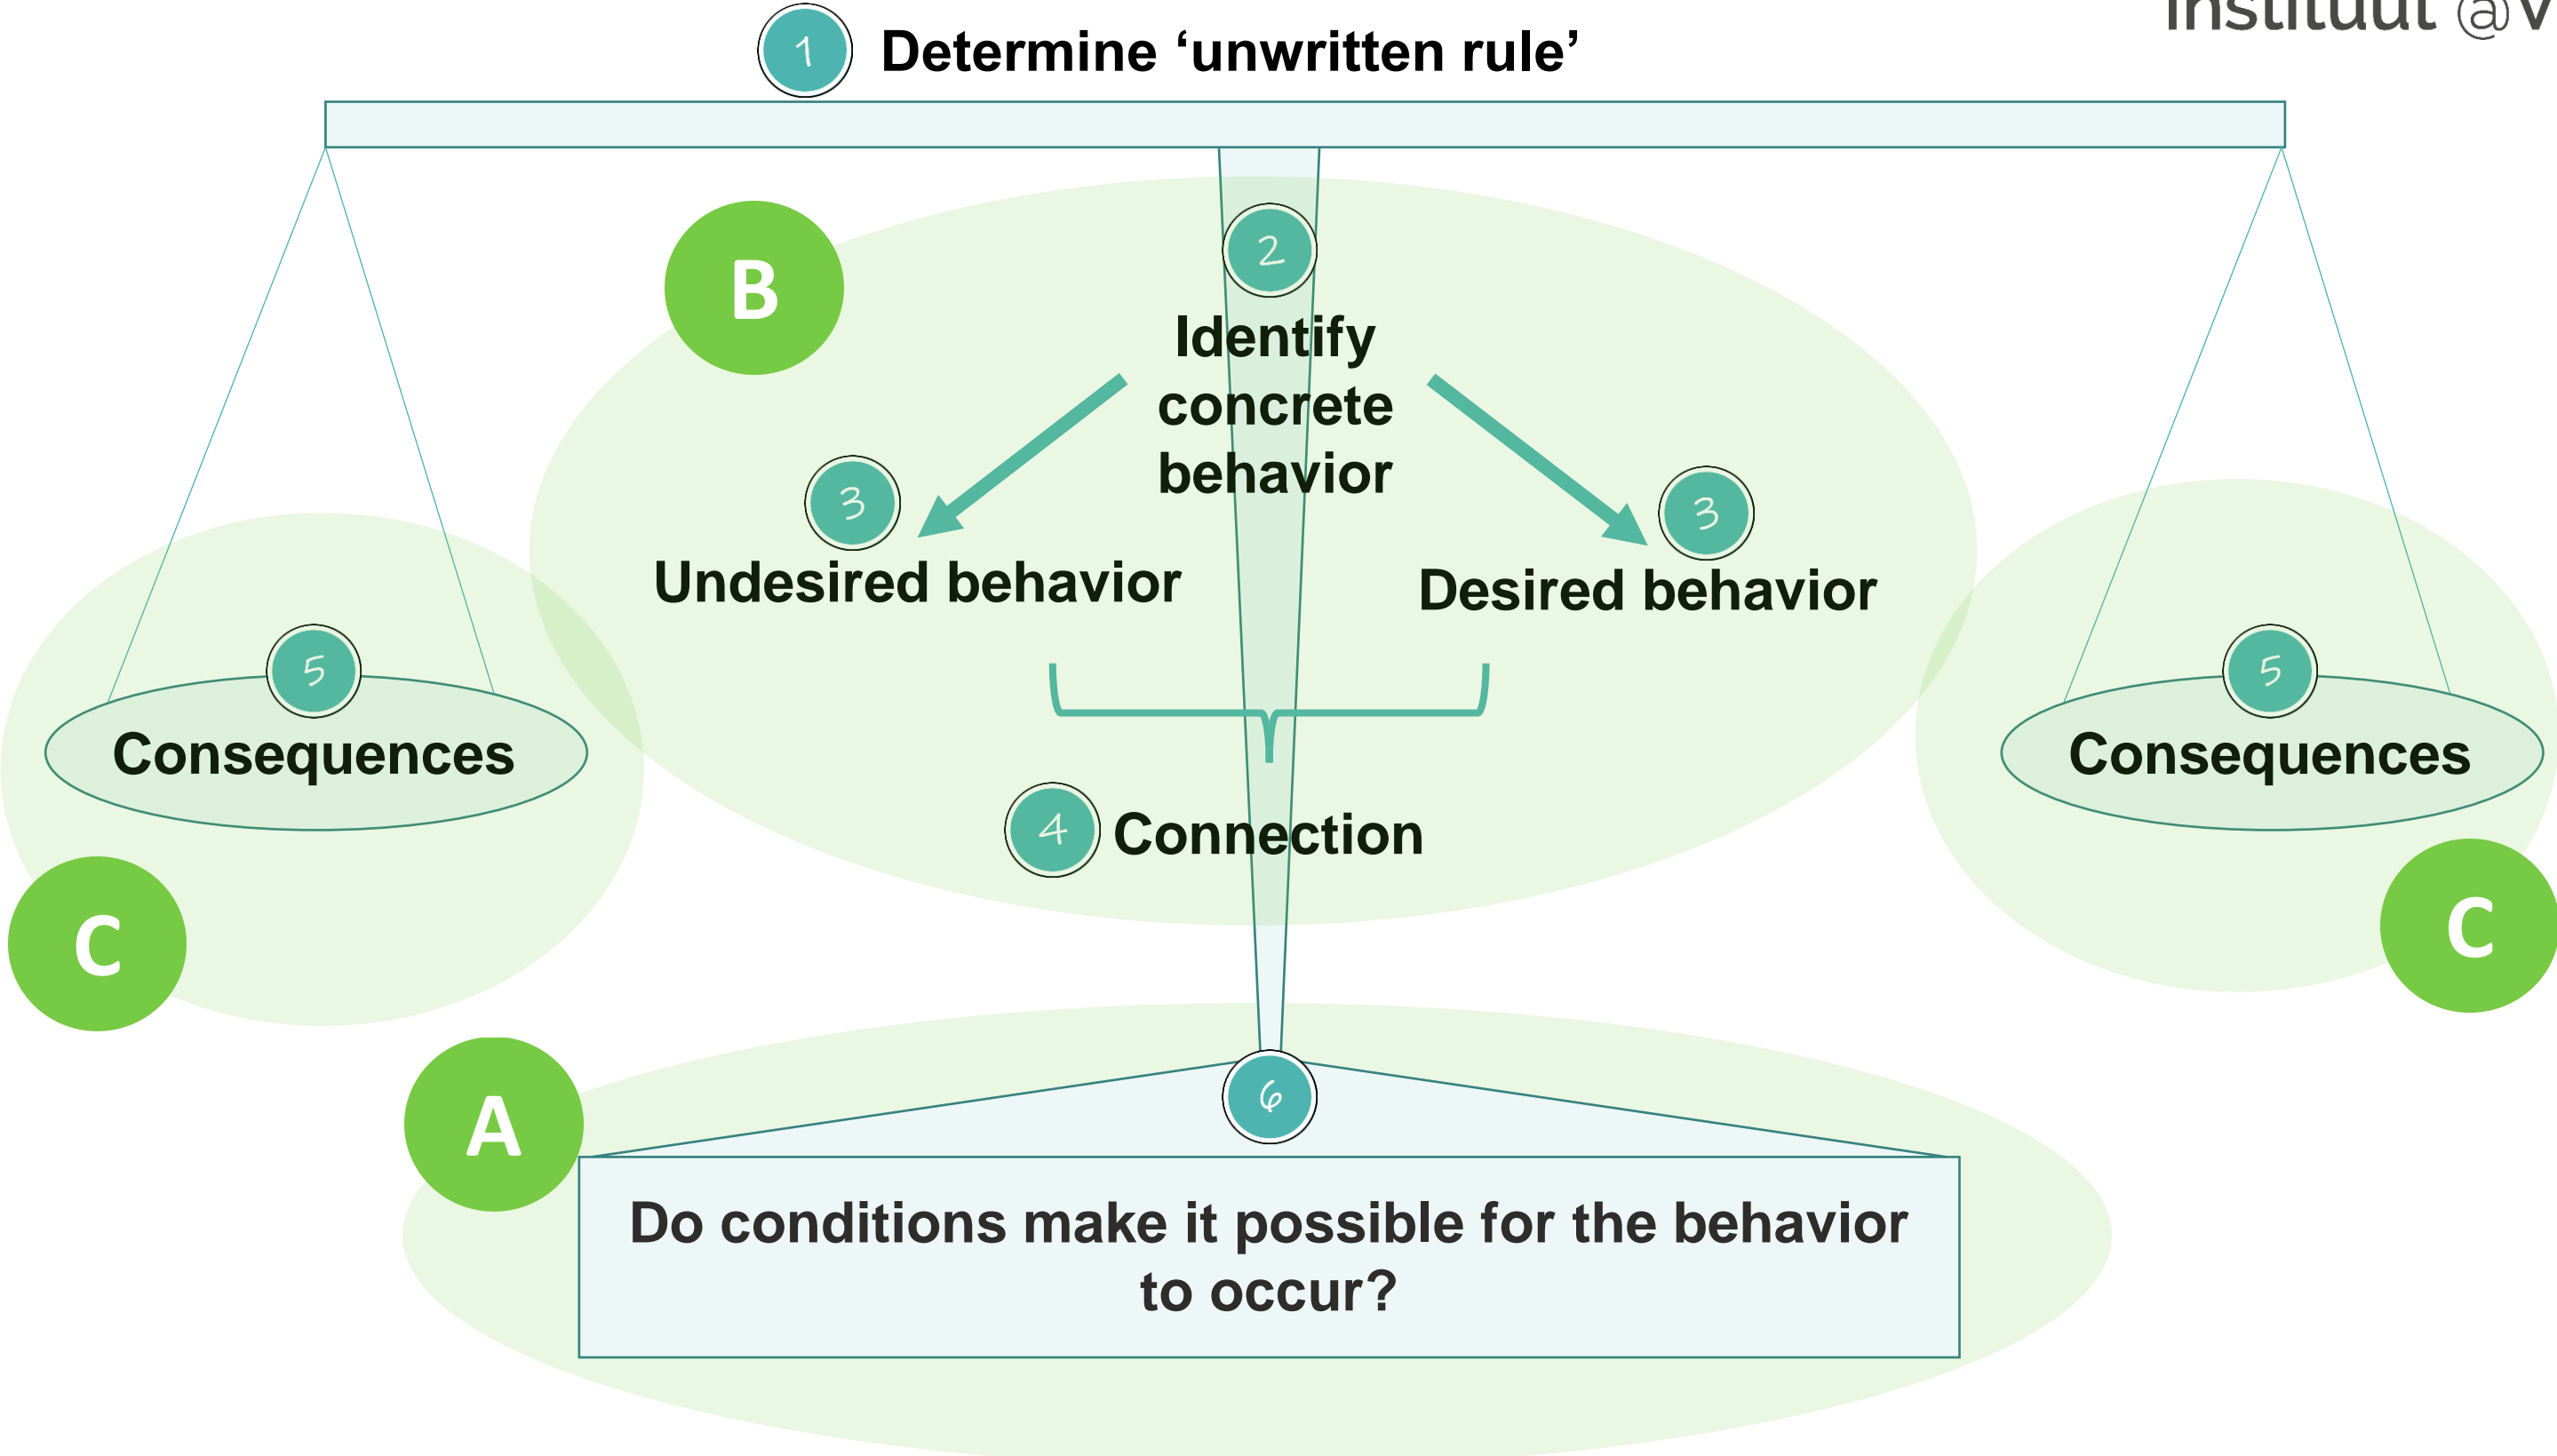 Instituut @V
1 Determine ‘unwritten rule’
B
2
Identify
concrete
behavior
3
3
Undesired behavior
Desired behavior
5
5
Consequences
Consequences
4 Connection
C
C
6
A
Do conditions make it possible for the behavior
to occur?